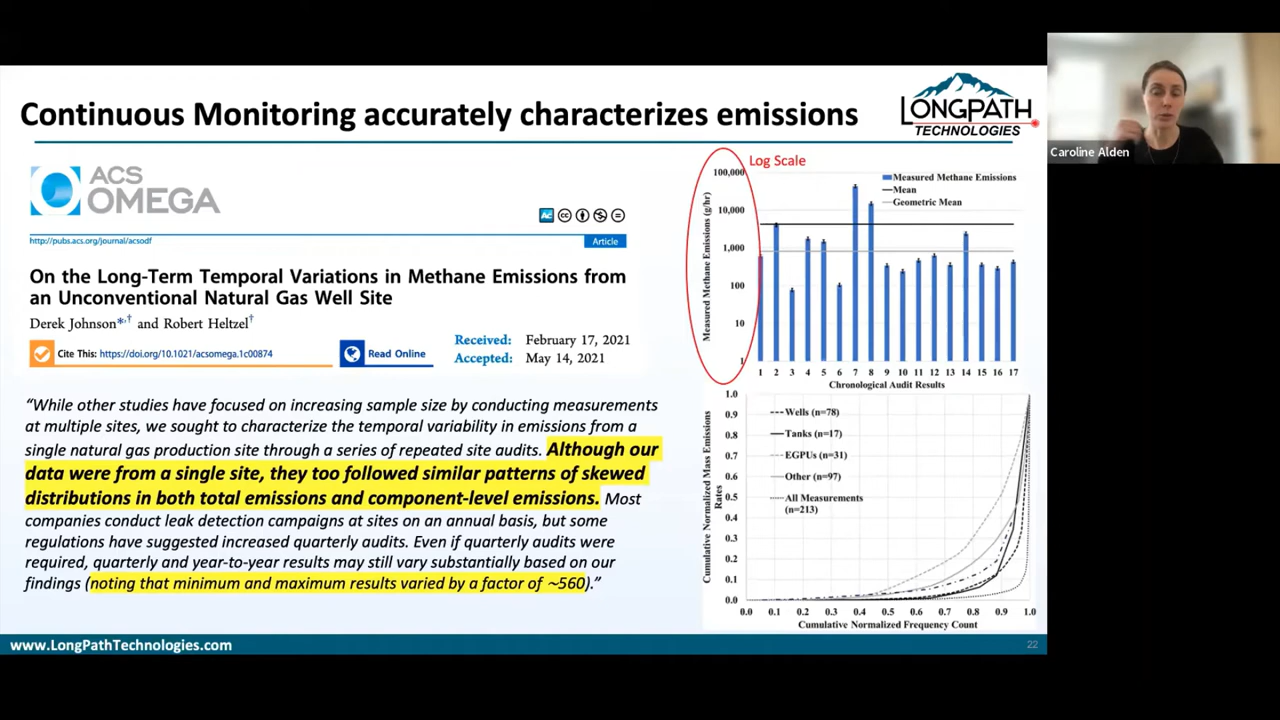 Continuous Monitoring accurately characterizes emissions
LONGPATH
TECHNOLOGIES
Caroline Alden
ACS
OMEGA
http://pubs.acs.org/journal/acsodf
Article
On the Long-Term Temporal Variations in Methane Emissions from
an Unconventional Natural Gas Well Site
Derek Johnson*,† and Robert Heltzel†
Cite This: https://doi.org/10.1021/acsomega.1c00874
Read Online
Received: February 17, 2021
Accepted: May 14, 2021
“While other studies have focused on increasing sample size by conducting measurements
at multiple sites, we sought to characterize the temporal variability in emissions from a
single natural gas production site through a series of repeated site audits. Although our
data were from a single site, they too followed similar patterns of skewed
distributions in both total emissions and component-level emissions. Most
companies conduct leak detection campaigns at sites on an annual basis, but some
regulations have suggested increased quarterly audits. Even if quarterly audits were
required, quarterly and year-to-year results may still vary substantially based on our
findings (noting that minimum and maximum results varied by a factor of ~560).”
Log Scale
Measured Methane Emissions (g/hr)
100,000
10,000
1,000
100
10
1
Measured Methane Emissions
Mean
Geometric Mean
1 2 3 4 5 6 7 8 9 10 11 12 13 14 15 16 17
Chronological Audit Results
Cumulative Normalized Mass Emissions
Rates
1.0
0.9
0.8
0.7
0.6
0.5
0.4
0.3
0.2
0.1
0.0
Wells (n=78)
Tanks (n=17)
EGPUs (n=31)
Other (n=97)
All Measurements
(n=213)
0.0 0.1 0.2 0.3 0.4 0.5 0.6 0.7 0.8 0.9 1.0
Cumulative Normalized Frequency Count
www.LongPathTechnologies.com
22